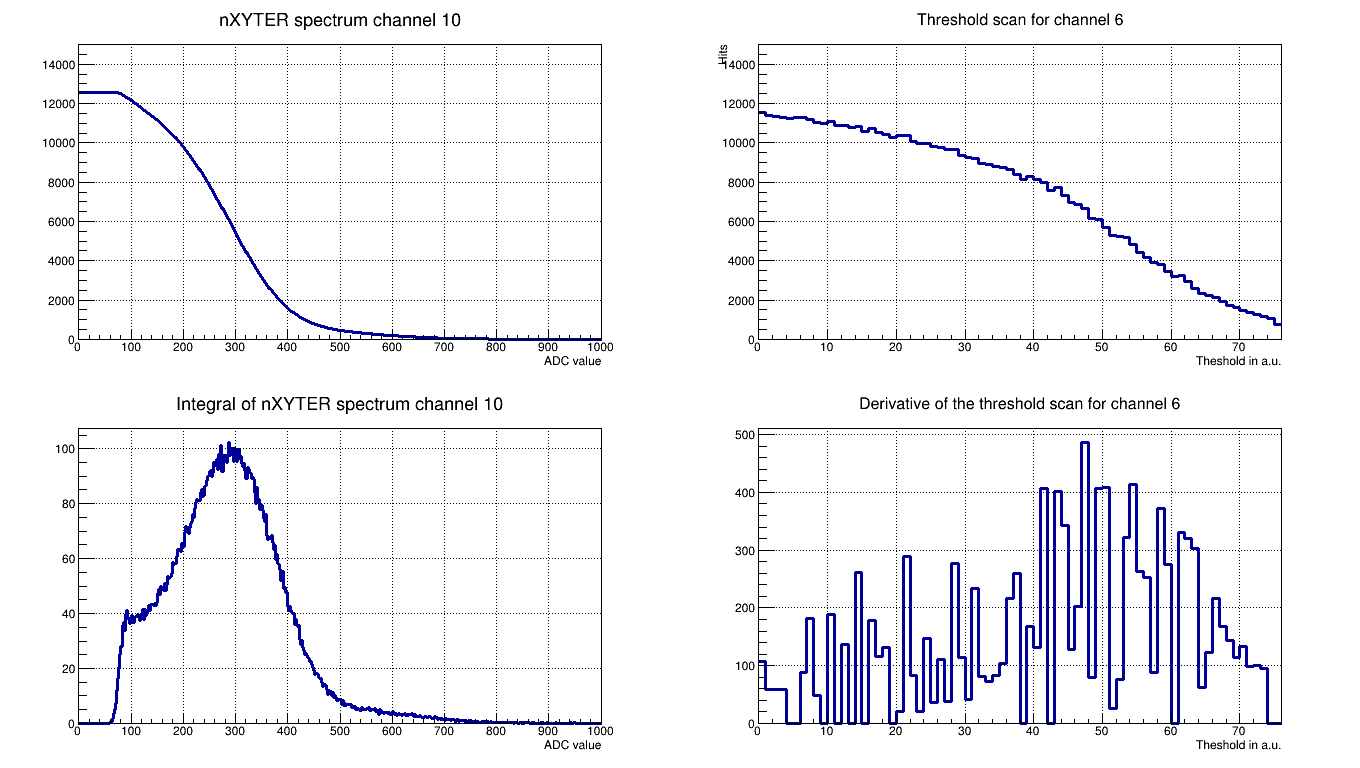 nXYTER spectrum channel 10
14000
12000
10000
8000
6000
4000
2000
0
0 100 200 300 400 500 600 700 800 900 1000
ADC value
Threshold scan for channel 6
Hits
14000
12000
10000
8000
6000
4000
2000
0
0 10 20 30 40 50 60 70
Theshold in a.u.
Integral of nXYTER spectrum channel 10
100
80
60
40
20
0
0 100 200 300 400 500 600 700 800 900 1000
ADC value
Derivative of the threshold scan for channel 6
500
400
300
200
100
0
0 10 20 30 40 50 60 70
Theshold in a.u.